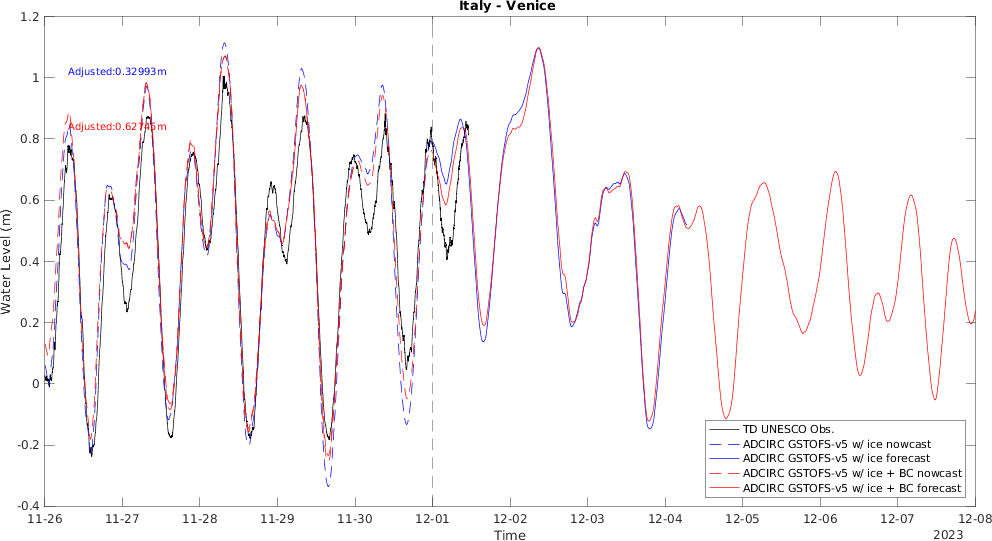 Italy - Venice
1.2
1
0.8
0.6
0.4
0.2
0
-0.2
-0.4
Water Level (m)
Adjusted:0.32993m
Adjusted:0.62745m
TD UNESCO Obs.
ADCIRC GSTOFS-v5 w/ ice nowcast
ADCIRC GSTOFS-v5 w/ ice forecast
ADCIRC GSTOFS-v5 w/ ice + BC nowcast
ADCIRC GSTOFS-v5 w/ ice + BC forecast
11-26 11-27 11-28 11-29 11-30 12-01 12-02 12-03 12-04 12-05 12-06 12-07 12-08
Time
2023